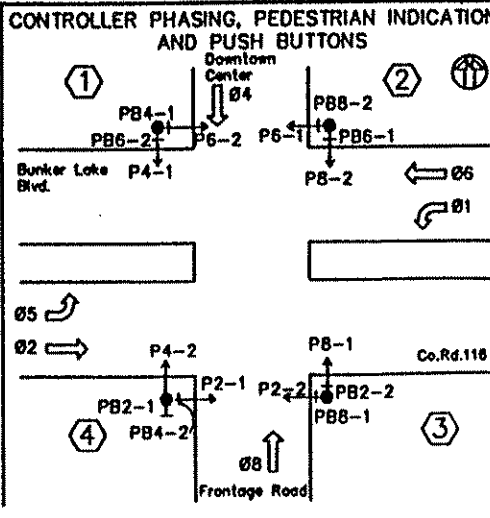 CONTROLLER PHASING, PEDESTRIAN INDICATION
AND PUSH BUTTONS
Downtown
Center
1
2
Ø4
PB4-1
PB8-2
PB6-2
P6-2
P6-1
PB6-1
Bunker Lake
Blvd.
P4-1
P8-2
Ø6
Ø1
Ø5
Ø2
P4-2
P8-1
Co.Rd.116
P2-1
P2-2
PB2-2
PB2-1
PB8-1
4
PB4-2
3
Ø8
Frontage Road